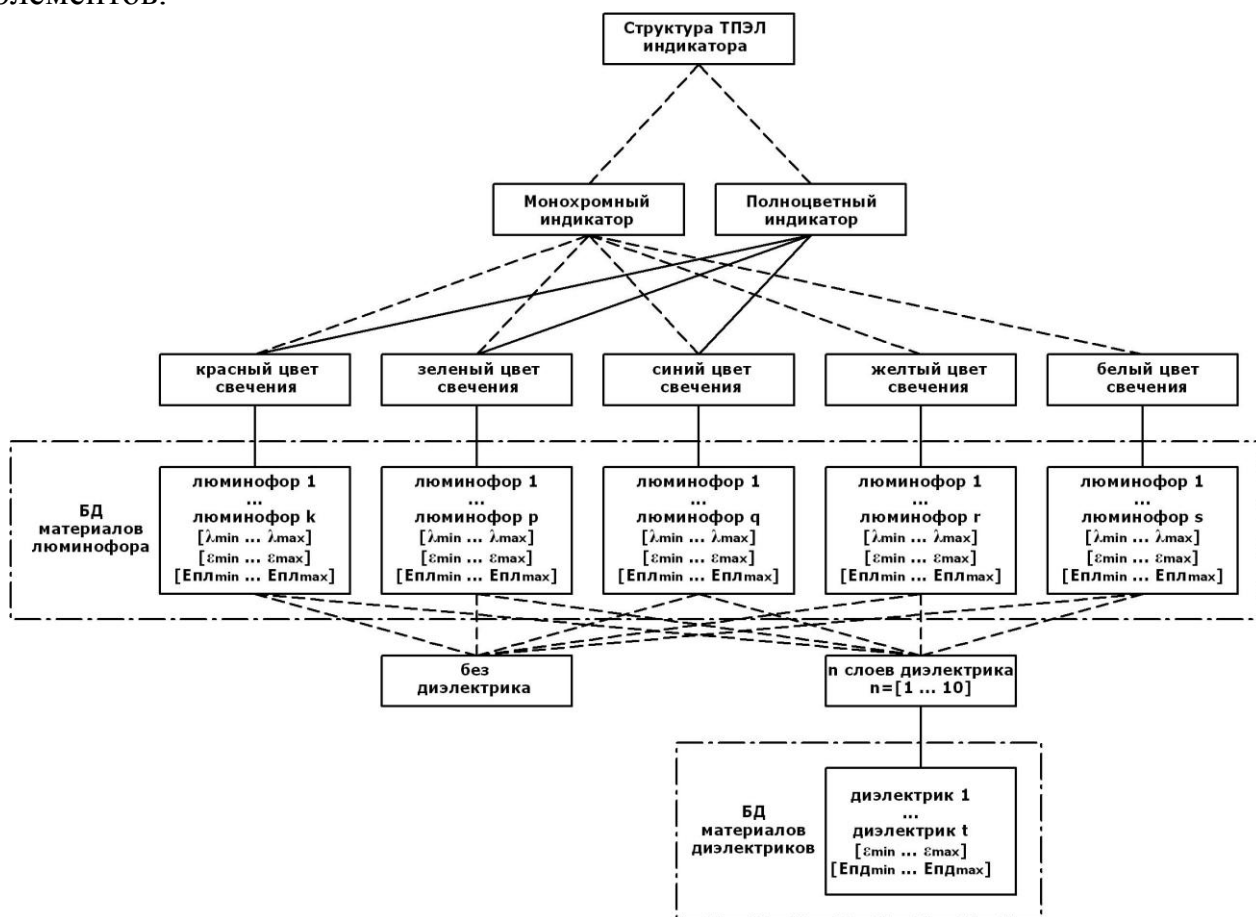 элементов.
Структура ТПЭЛ
индикатора
Монохромный
индикатор
Полноцветный
индикатор
красный цвет
свечения
зеленый цвет
свечения
синий цвет
свечения
желтый цвет
свечения
белый цвет
свечения
БД
материалов
люминофора
люминофор 1
...
люминофор k
[λmin ... λmax]
[εmin ... εmax]
[Eплmin ... Eплmax]
люминофор 1
...
люминофор p
[λmin ... λmax]
[εmin ... εmax]
[Eплmin ... Eплmax]
люминофор 1
...
люминофор q
[λmin ... λmax]
[εmin ... εmax]
[Eплmin ... Eплmax]
люминофор 1
...
люминофор r
[λmin ... λmax]
[εmin ... εmax]
[Eплmin ... Eплmax]
люминофор 1
...
люминофор s
[λmin ... λmax]
[εmin ... εmax]
[Eплmin ... Eплmax]
без
диэлектрика
n слоев диэлектрика
n=[1 ... 10]
БД
материалов
диэлектриков
диэлектрик 1
...
диэлектрик t
[εmin ... εmax]
[Eпдmin ... Eпдmax]